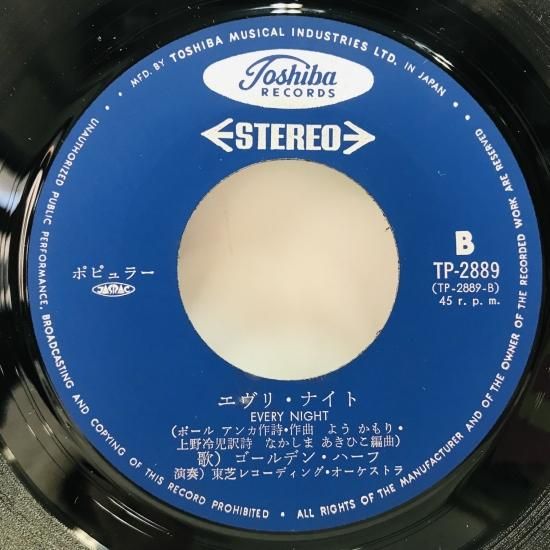 MFD. BY TOSHIBA MUSICAL INDUSTRIES LTD. IN JAPAN •
Toshiba
RECORDS
STEREO
B
TP-2889
(TP-2889-B)
45 r. p. m.
ポピュラー
JASRAC
エヴリ・ナイト
EVERY NIGHT
(ポール アンカ作詩・作曲 よう かもり・
上野冷児訳詩 なかしま あきひこ編曲)
歌) ゴールデン・ハーフ
演奏) 東芝レコーディング・オーケストラ
UNAUTHORIZED PUBLIC PERFORMANCE, BROADCASTING AND COPYING OF THIS RECORD PROHIBITED • ALL RIGHTS OF THE MANUFACTURER AND OF THE OWNER OF THE RECORDED WORK ARE RESERVED